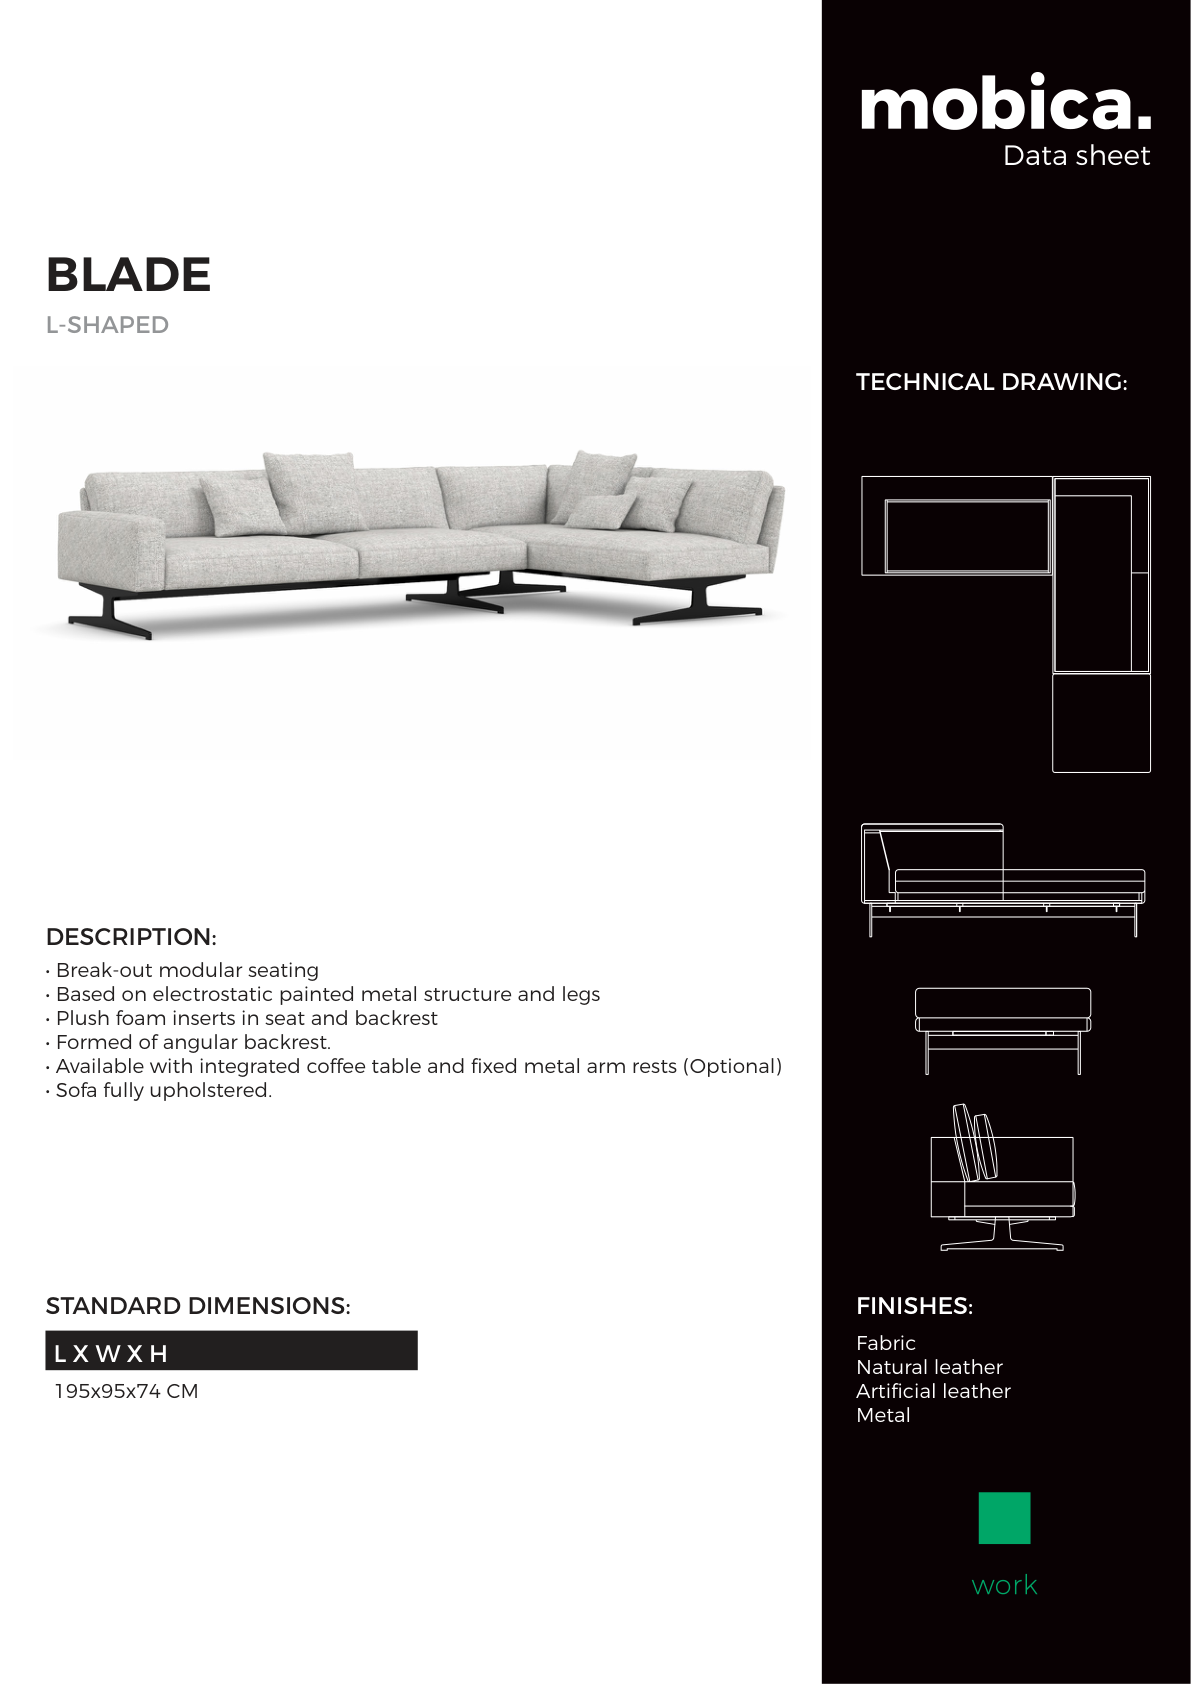 mobica.
Data sheet
BLADE
L-SHAPED
TECHNICAL DRAWING:
DESCRIPTION:
• Break-out modular seating
• Based on electrostatic painted metal structure and legs
• Plush foam inserts in seat and backrest
• Formed of angular backrest.
• Available with integrated coffee table and fixed metal arm rests (Optional)
• Sofa fully upholstered.
STANDARD DIMENSIONS:
L X W X H
195x95x74 CM
FINISHES:
Fabric
Natural leather
Artificial leather
Metal
work